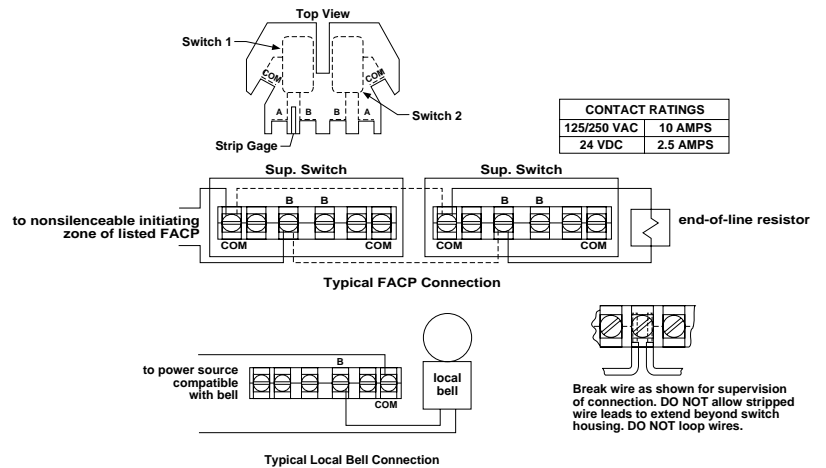 Top View
Switch 1
COM
COM
A
B
B
A
Switch 2
Strip Gage
CONTACT RATINGS
125/250 VAC 10 AMPS
24 VDC 2.5 AMPS
Sup. Switch
Sup. Switch
B B
B B
to nonsilenceable initiating
zone of listed FACP
COM COM
COM COM
end-of-line resistor
Typical FACP Connection
to power source
compatible
with bell
B
COM
local
bell
Typical Local Bell Connection
Break wire as shown for supervision
of connection. DO NOT allow stripped
wire leads to extend beyond switch
housing. DO NOT loop wires.